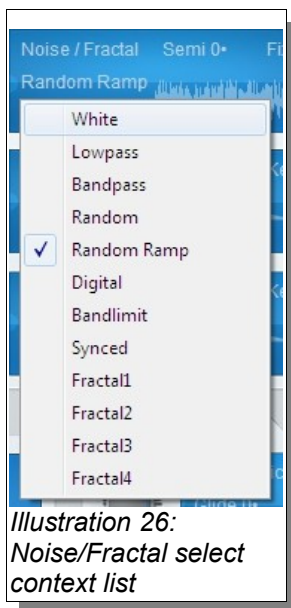 Noise / Fractal Semi 0•
Random Ramp
White
Lowpass
Bandpass
Random
Random Ramp
Digital
Bandlimit
Synced
Fractal1
Fractal2
Fractal3
Fractal4
Illustration 26:
Noise/Fractal select
context list